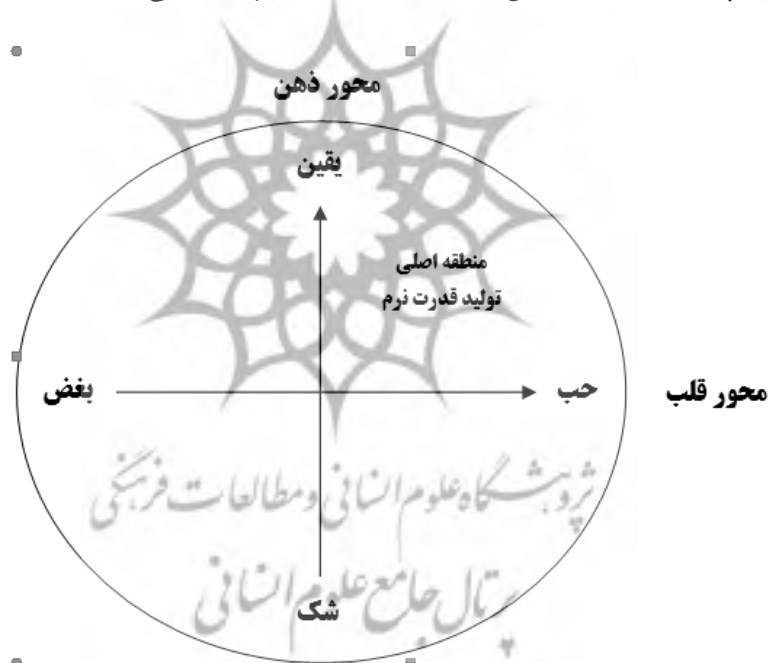 محور ذهن
یقین
منطقه اصلی
تولید قدرت نرم
محور قلب
حب
بغض
پژوهشگاه علوم انسانی و مطالعات فرهنگی
پرتال جامع علوم انسانی
شک